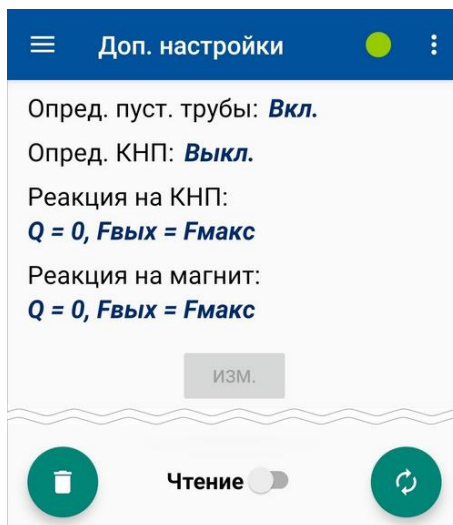 Доп. настройки
Опред. пуст. трубы: Вкл.
Опред. КНП: Выкл.
Реакция на КНП:
Q = 0, Fвых = Fмакс
Реакция на магнит:
Q = 0, Fвых = Fмакс
ИЗМ.
Чтение